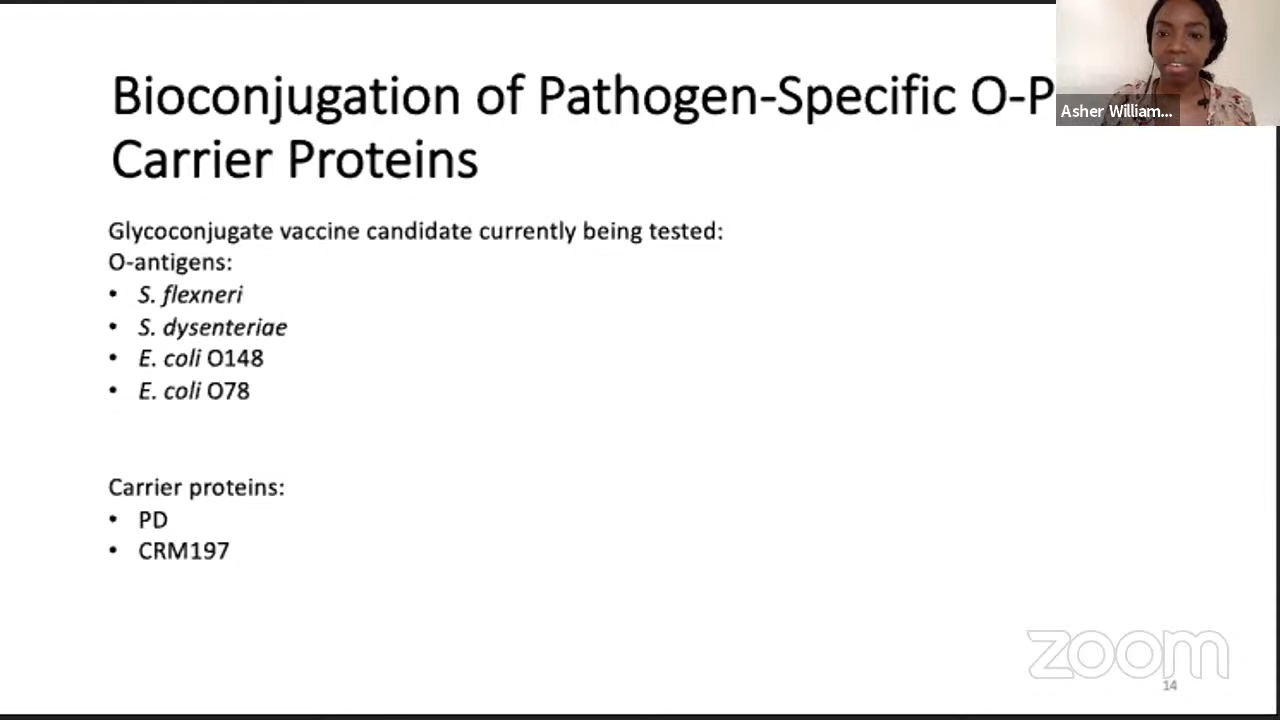 Bioconjugation of Pathogen-Specific O-P
Carrier Proteins
Asher William...
Glycoconjugate vaccine candidate currently being tested:
O-antigens:
• S. flexneri
• S. dysenteriae
• E. coli O148
• E. coli O78
Carrier proteins:
• PD
• CRM197
zoom
14